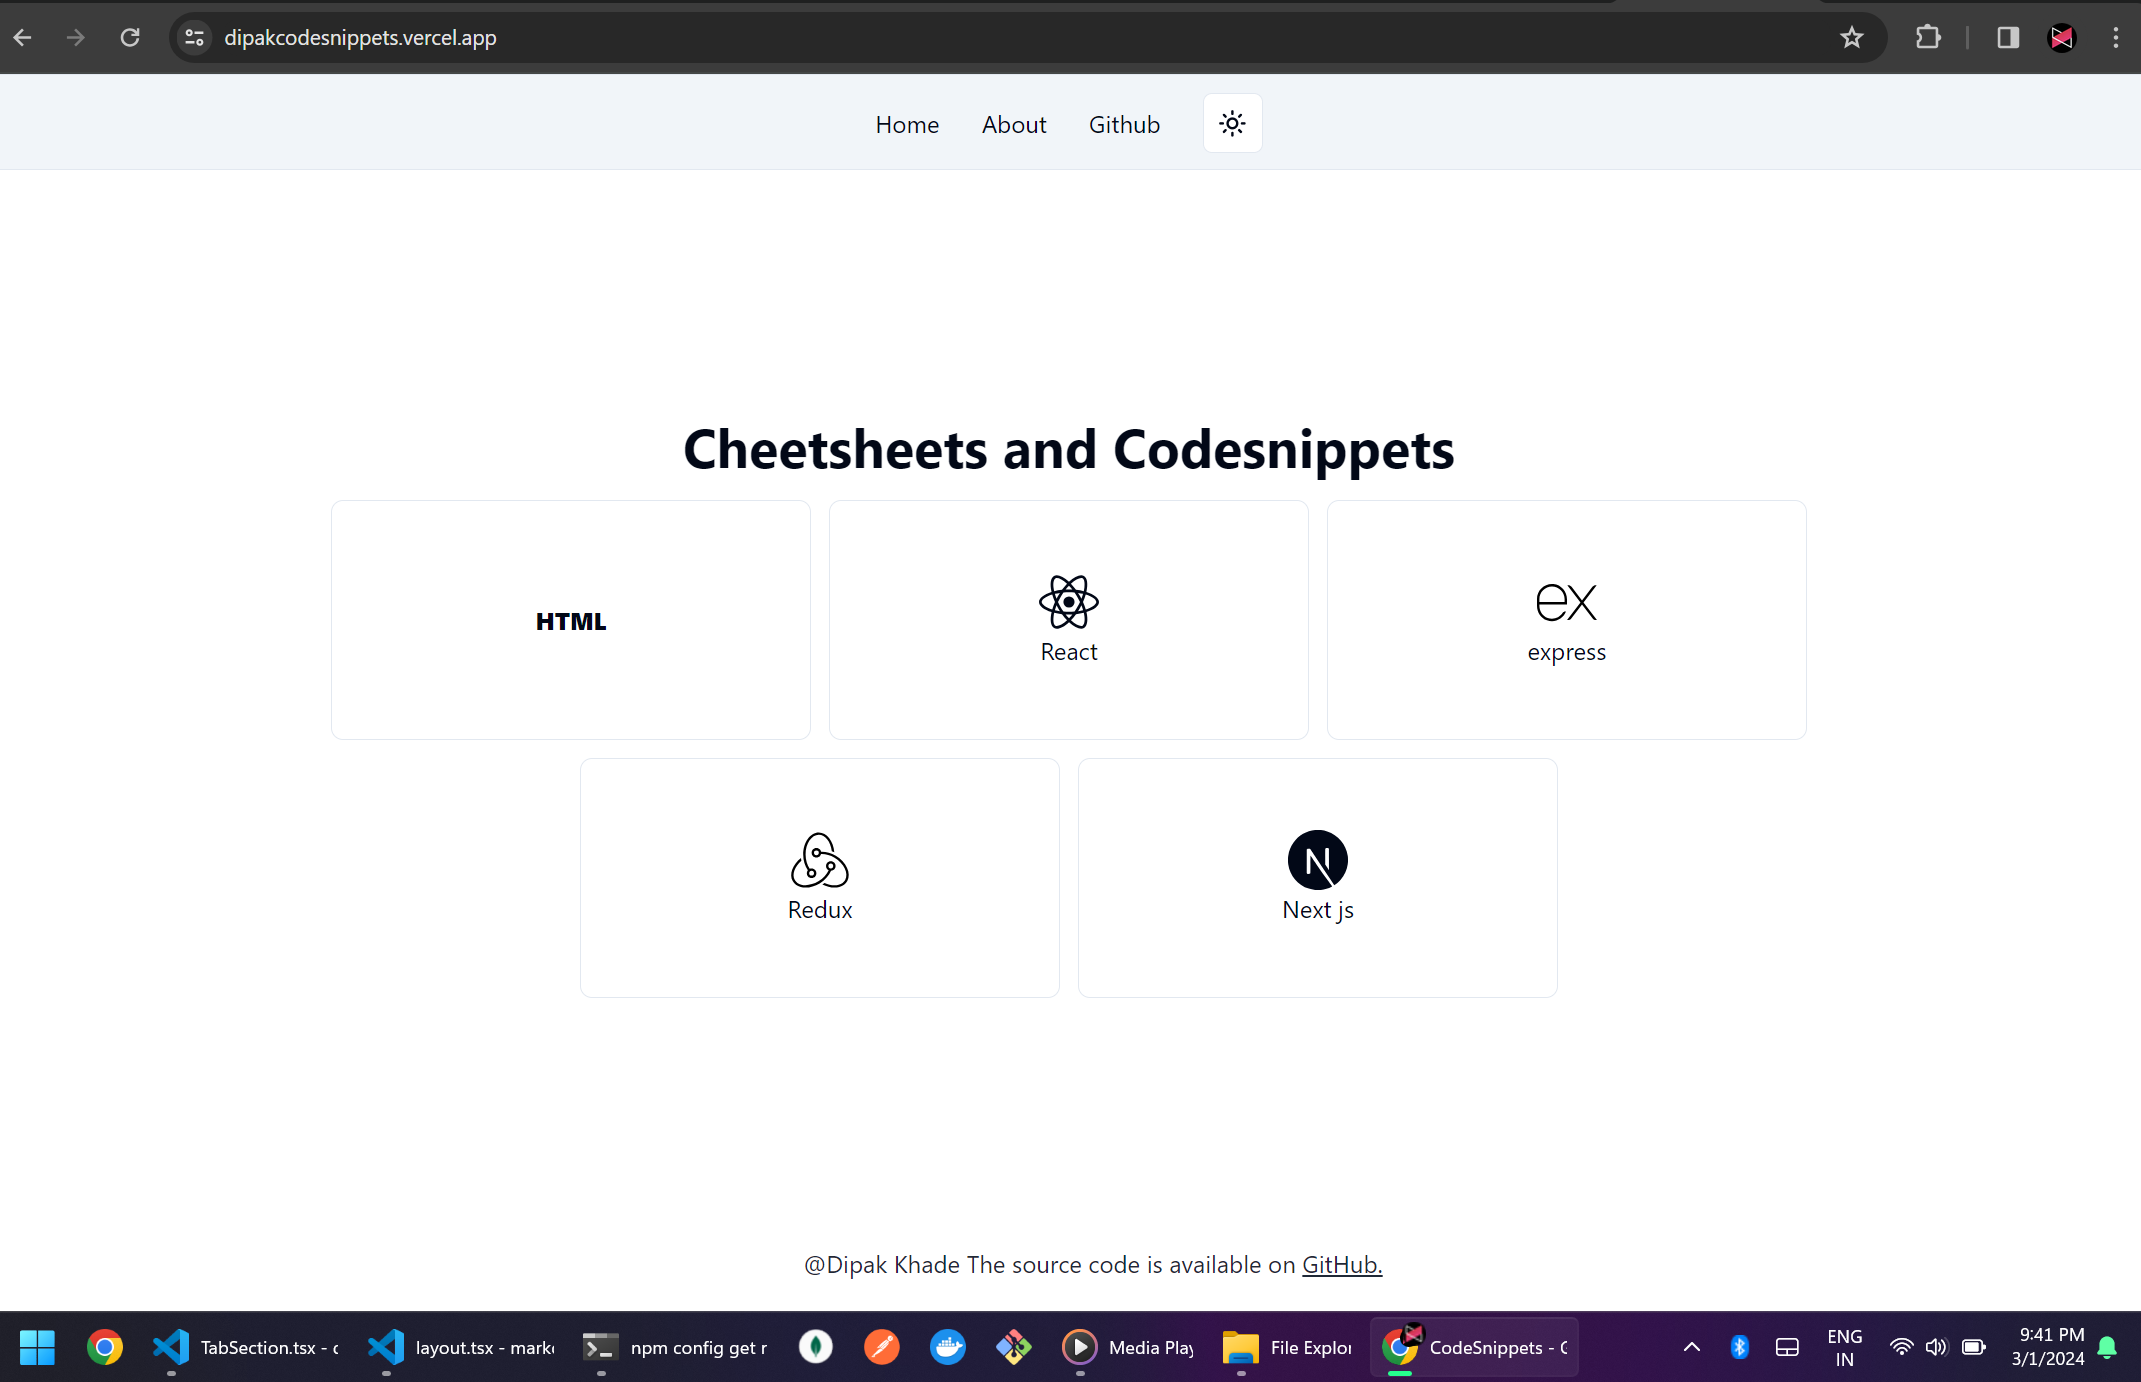 dipakcodesnippets.vercel.app
Home About Github
Cheetsheets and Codesnippets
HTML
React
ex
express
Redux
N
Next js
@Dipak Khade The source code is available on GitHub.
TabSection.tsx - c
layout.tsx - mark
npm config get r
Media Play
File Explor
CodeSnippets - G
ENG
IN
9:41 PM
3/1/2024